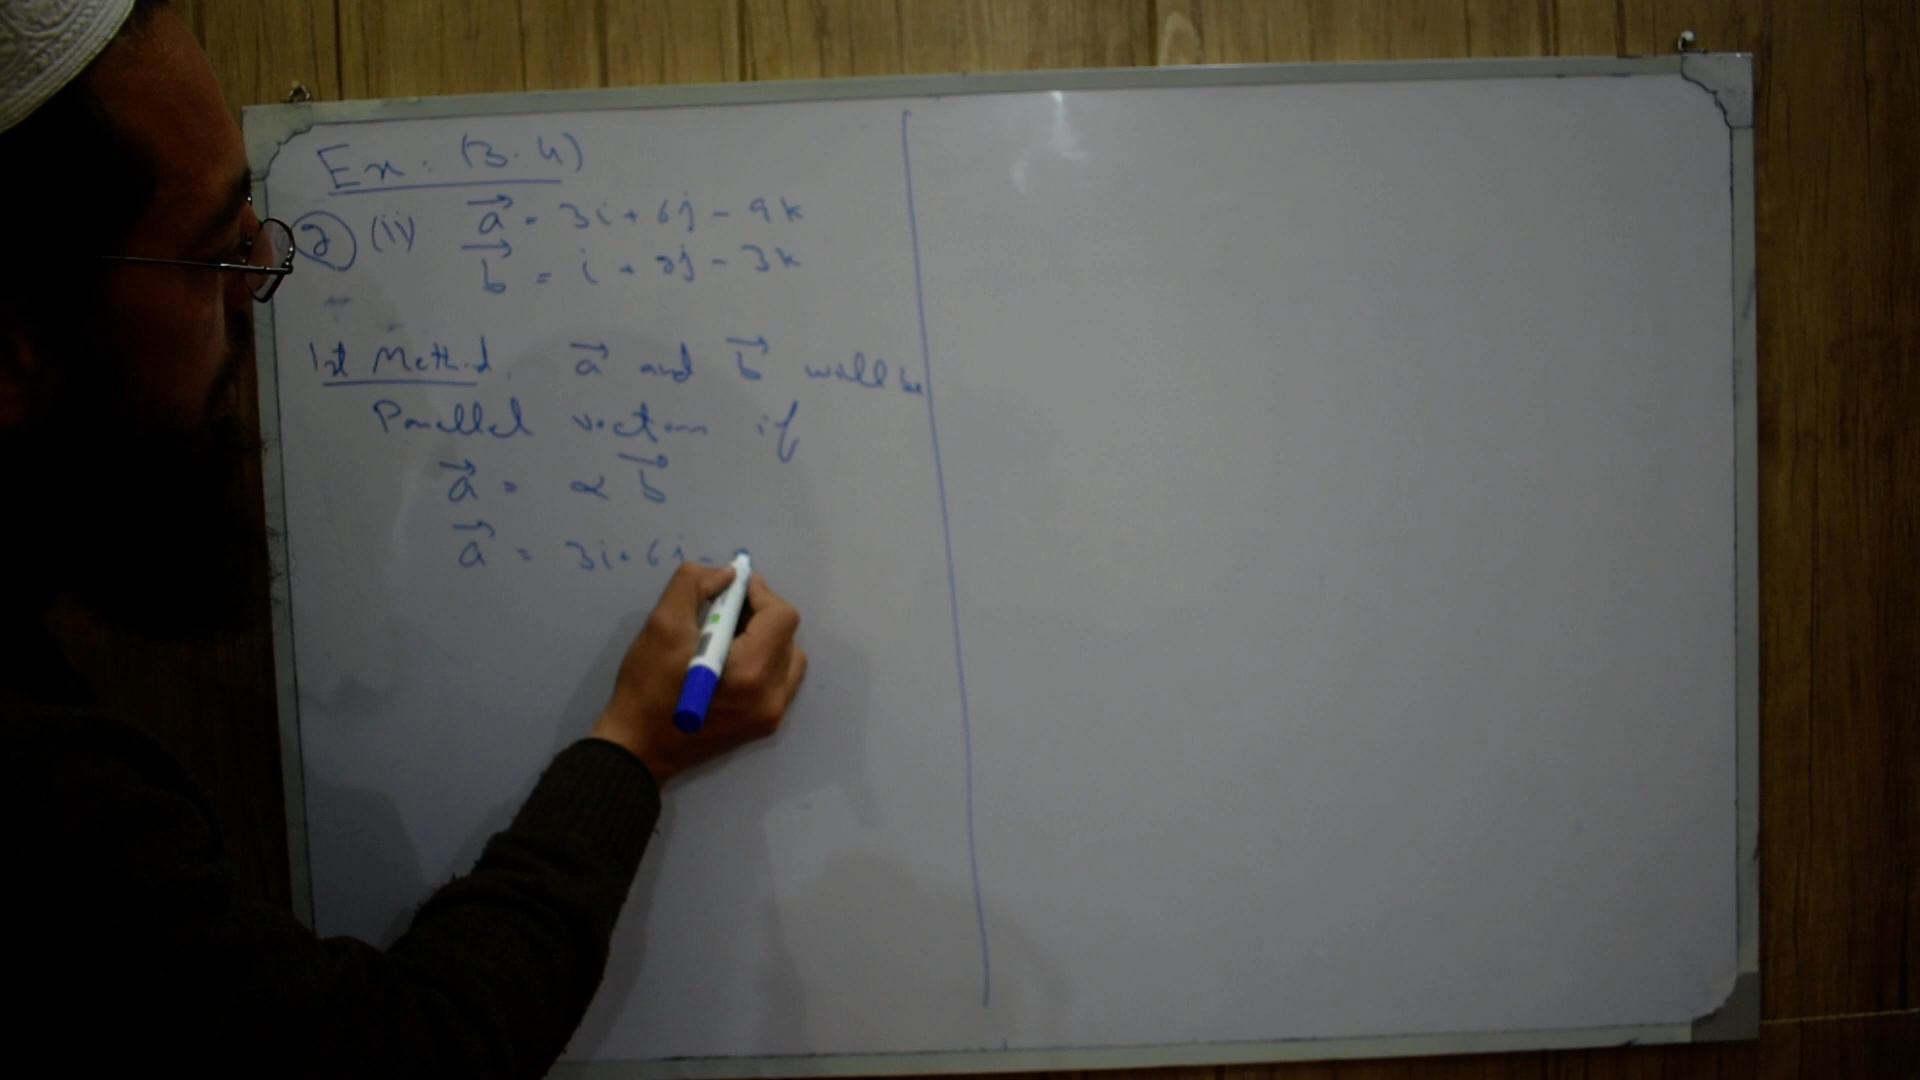 Ex: (3.4)
2 (ii) a⃗ = 3i + 6j - 9k
b⃗ = i + 2j - 3k
1st Method. a⃗ and b⃗ will be
Parallel vectors if
a⃗ = α b⃗
a⃗ = 3i + 6j -